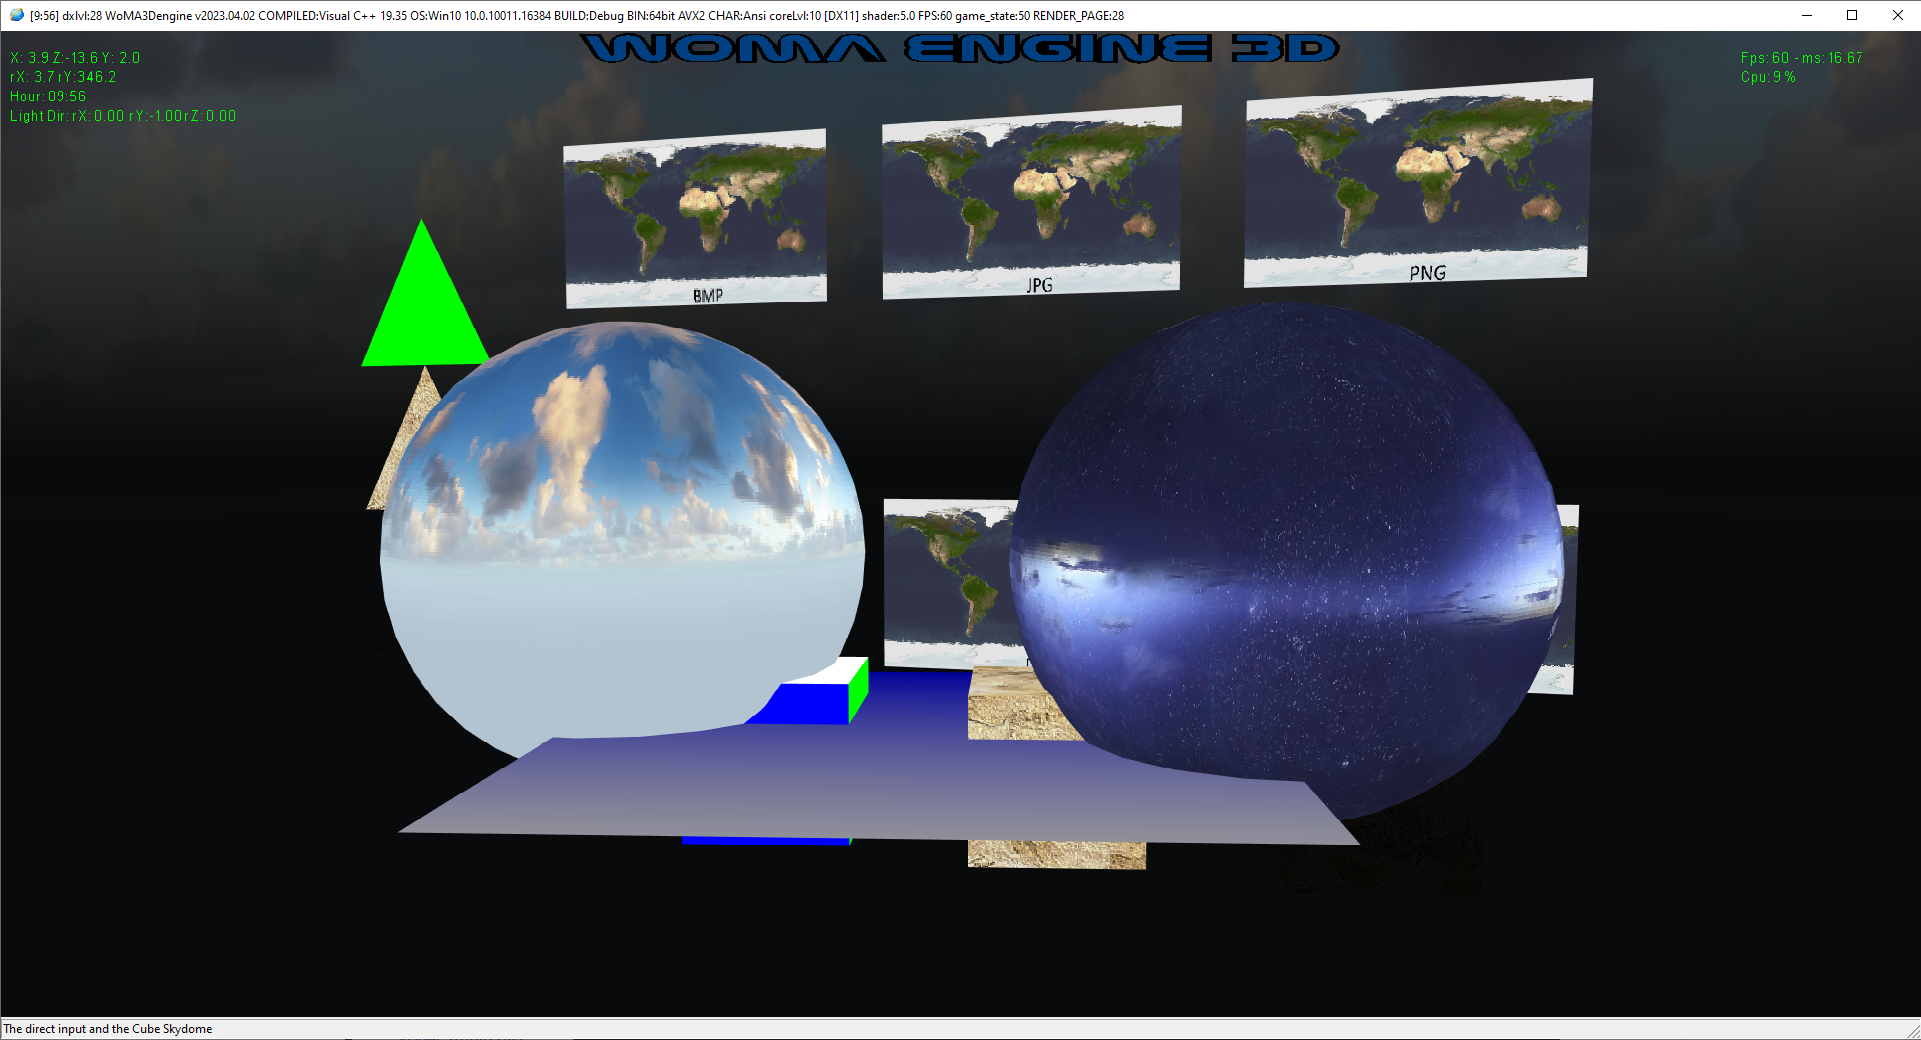 [9:56] dxlvl:28 WoMA3Dengine v2023.04.02 COMPILED:Visual C++ 19.35 OS:Win10 10.0.10011.16384 BUILD:Debug BIN:64bit AVX2 CHAR:Ansi coreLvl:10 [DX11] shader:5.0 FPS:60 game_state:50 RENDER_PAGE:28
WOMA ENGINE 3D
X: 3.9 Z:-13.6 Y: 2.0
rX: 3.7 rY:346.2
Hour: 09:56
Light Dir: rX: 0.00 rY:-1.00 rZ: 0.00
Fps: 60 - ms: 16.67
Cpu: 9 %
BMP
JPG
PNG
The direct input and the Cube Skydome